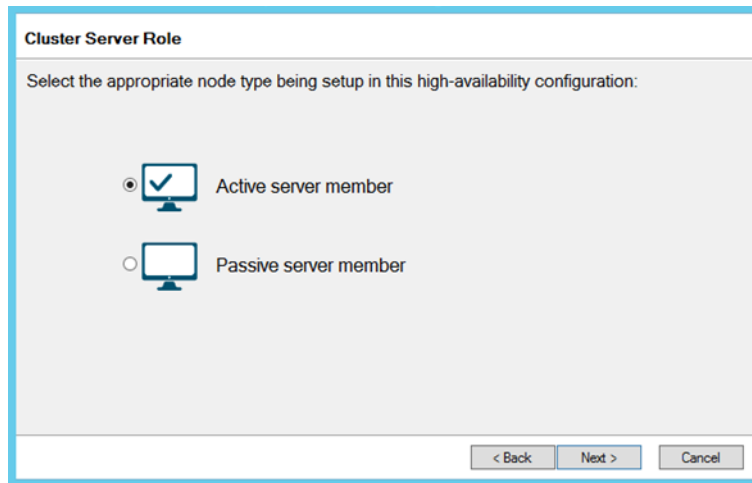 Cluster Server Role
Select the appropriate node type being setup in this high-availability configuration:
Active server member
Passive server member
< Back Next > Cancel